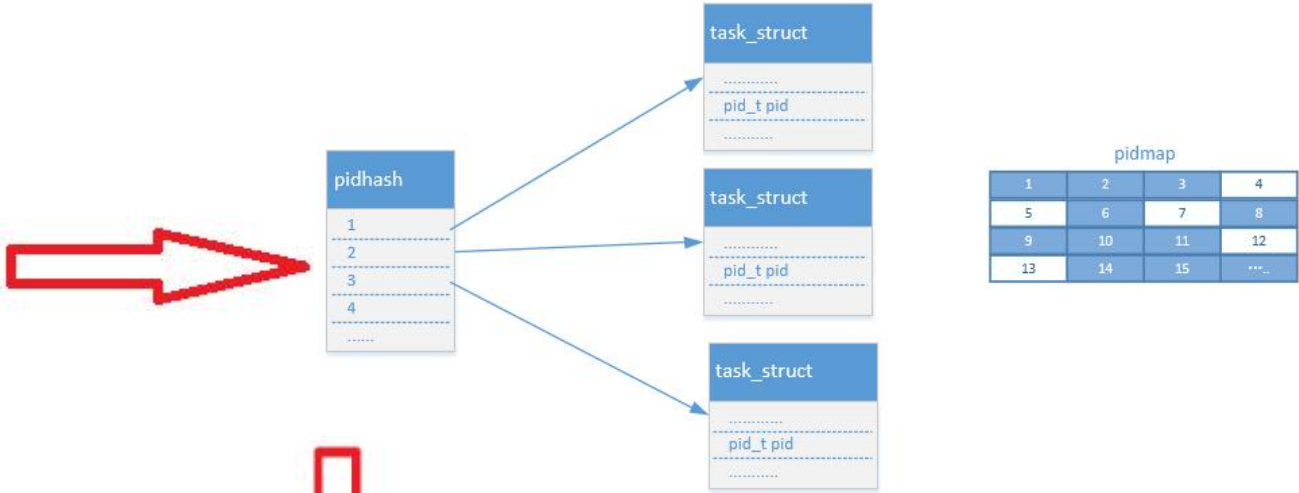 task_struct
............
pid_t pid
...........
pidhash
1
2
3
4
......
task_struct
............
pid_t pid
...........
task_struct
............
pid_t pid
...........
pidmap
1 2 3 4
5 6 7 8
9 10 11 12
13 14 15 .....